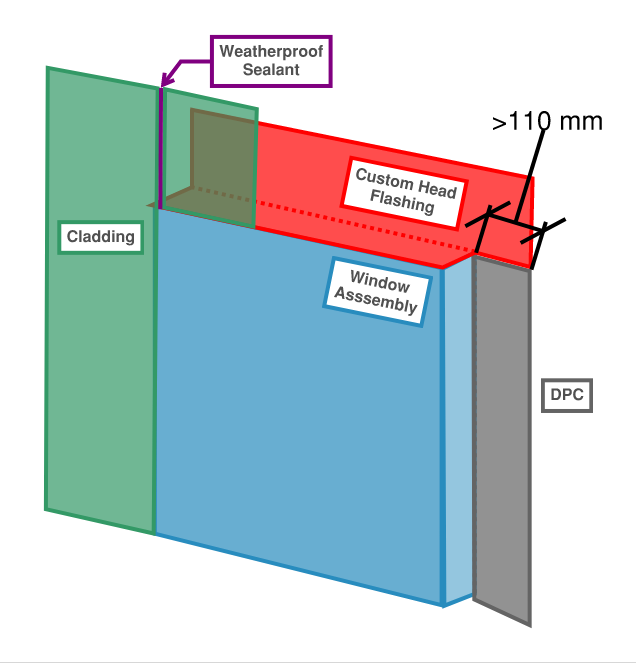 Weatherproof
Sealant
>110 mm
Custom Head
Flashing
Cladding
Window
Asssembly
DPC